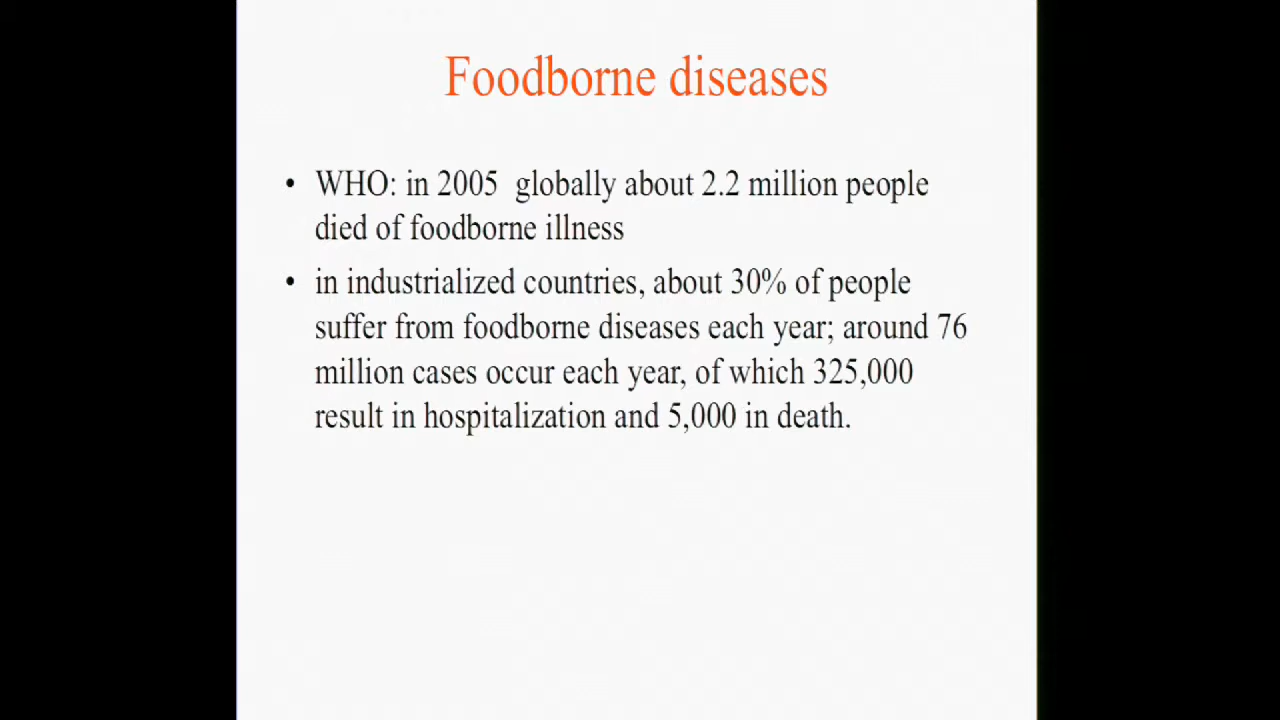 Foodborne diseases
• WHO: in 2005 globally about 2.2 million people
died of foodborne illness
• in industrialized countries, about 30% of people
suffer from foodborne diseases each year; around 76
million cases occur each year, of which 325,000
result in hospitalization and 5,000 in death.